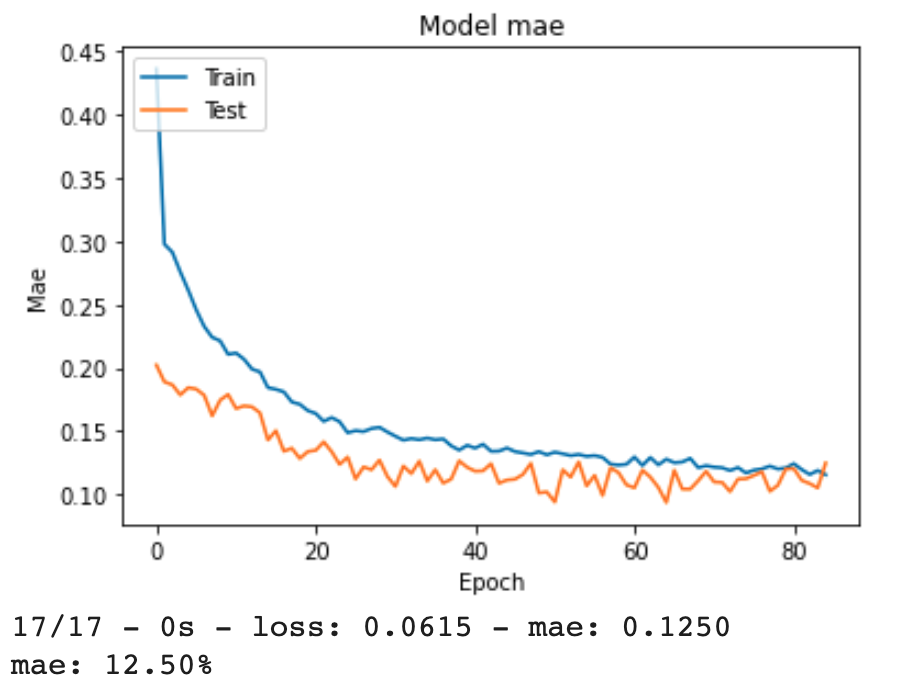 Model mae
0.45
0.40
0.35
0.30
0.25
0.20
0.15
0.10
Mae
Train
Test
0 20 40 60 80
Epoch
17/17 - 0s - loss: 0.0615 - mae: 0.1250
mae: 12.50%